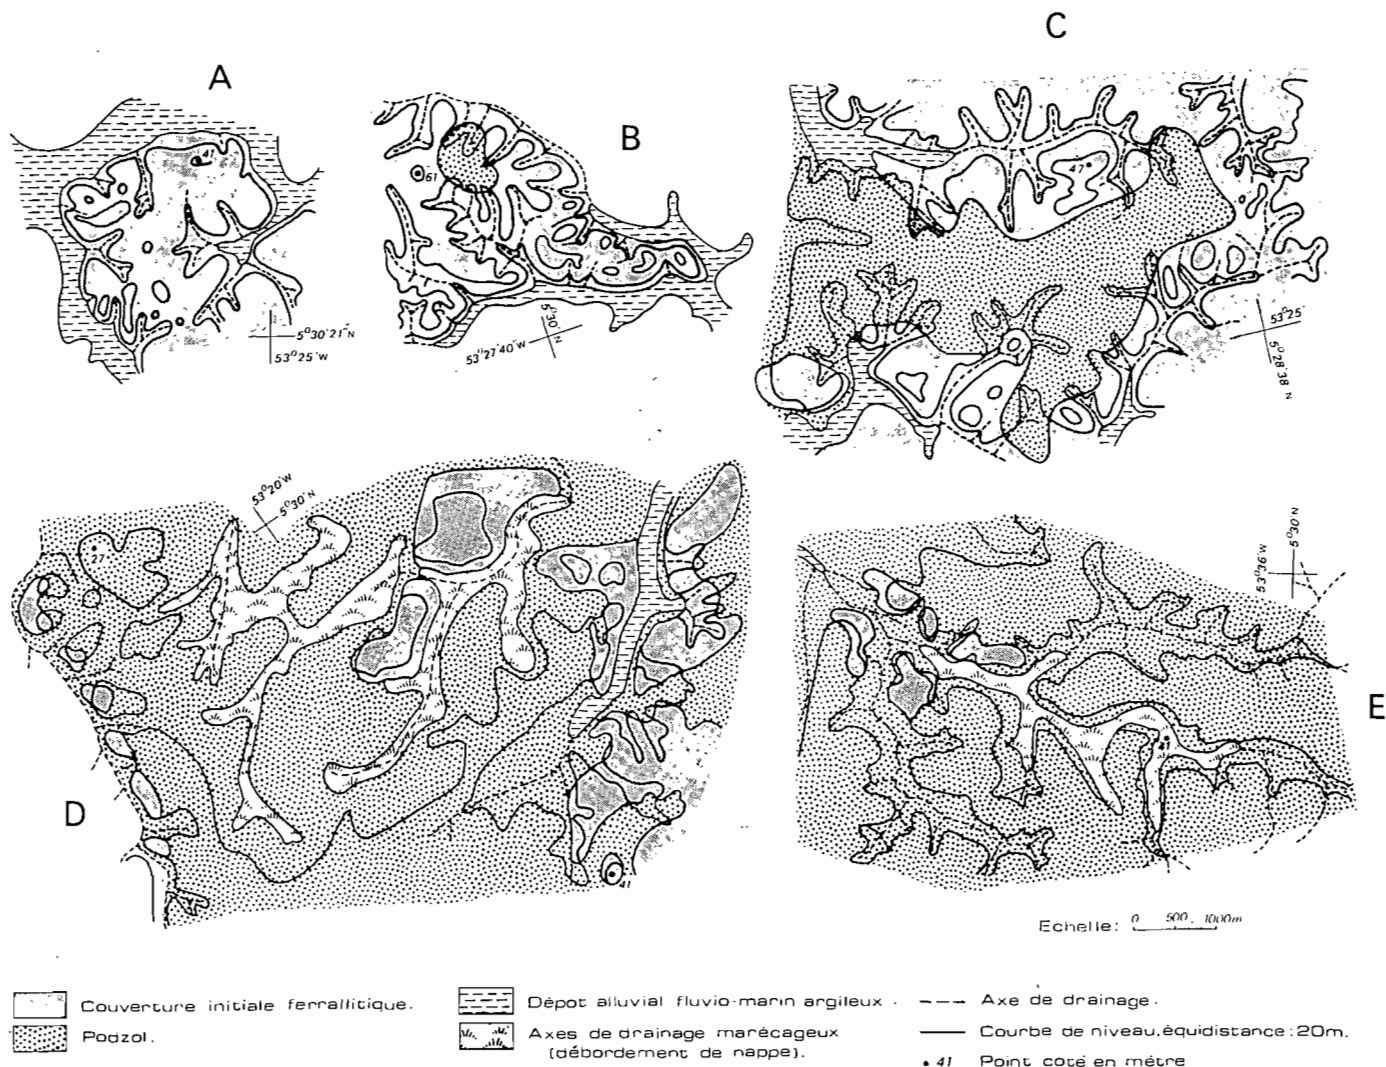 C
A
B
41
61
47
5°30'21"N
53°25'W
5°30' N
53°27'40"W
53°25'
5°28'38 N
53°20'W
5°30'N
5°30 N
E
D
41
Echelle: 0 500 1000m
Couverture initiale ferrallitique.
Podzol.
Dépot alluvial fluvio-marin argileux.
Axes de drainage marécageux
(débordement de nappe).
Axe de drainage.
Courbe de niveau.équidistance: 20m.
• 41 Point coté en métre